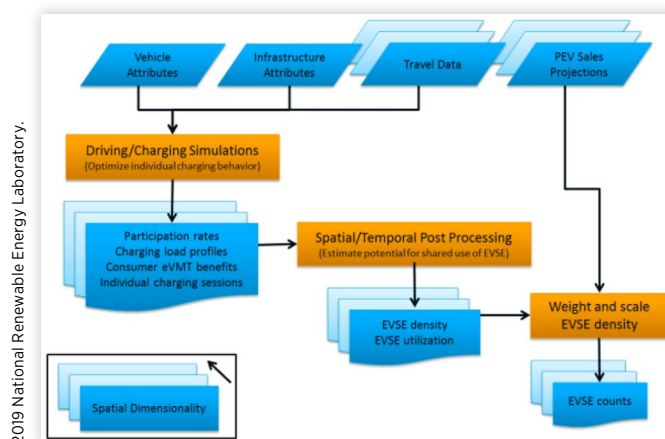 Vehicle
Attributes
Infrastructure
Attributes
Travel Data
PEV Sales
Projections
Driving/Charging Simulations
(Optimize individual charging behavior)
Participation rates
Charging load profiles
Consumer eVMT benefits
Individual charging sessions
Spatial/Temporal Post Processing
(Estimate potential for shared use of EVSE)
EVSE density
EVSE utilization
Weight and scale
EVSE density
EVSE counts
Spatial Dimensionality
2019 National Renewable Energy Laboratory.